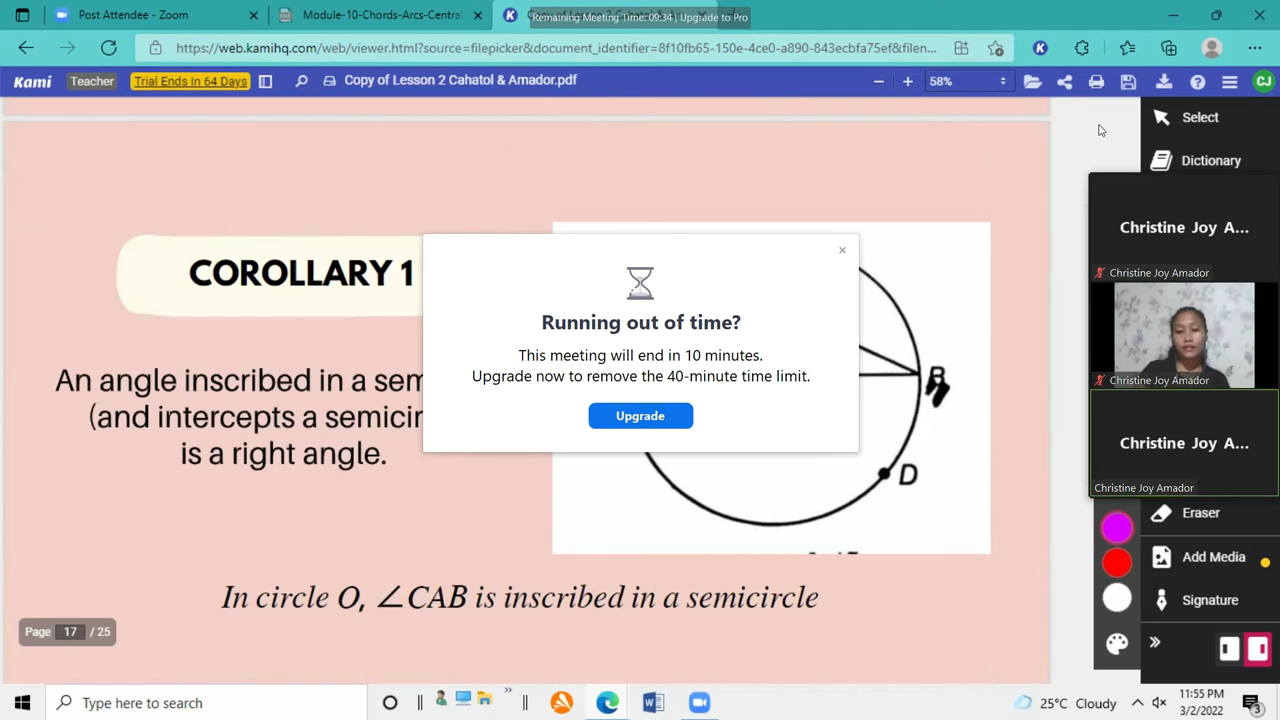 Post Attendee - Zoom
Module-10-Chords-Arcs-Central
Remaining Meeting Time: 09:34 | Upgrade to Pro
https://web.kamihq.com/web/viewer.html?source=filepicker&document_identifier=8f10fb65-150e-4ce0-a890-843ecbfa75ef&filen...
Kami
Teacher
Trial Ends In 64 Days
Copy of Lesson 2 Cahatol & Amador.pdf
58%
CJ
Select
Dictionary
Christine Joy A...
Christine Joy Amador
Christine Joy Amador
Christine Joy A...
Christine Joy Amador
Eraser
Add Media
Signature
COROLLARY 1
An angle inscribed in a sem
(and intercepts a semicir
is a right angle.
Running out of time?
This meeting will end in 10 minutes.
Upgrade now to remove the 40-minute time limit.
Upgrade
B
D
In circle O, ∠CAB is inscribed in a semicircle
Page 17 / 25
Type here to search
25°C Cloudy
11:55 PM
3/2/2022
3